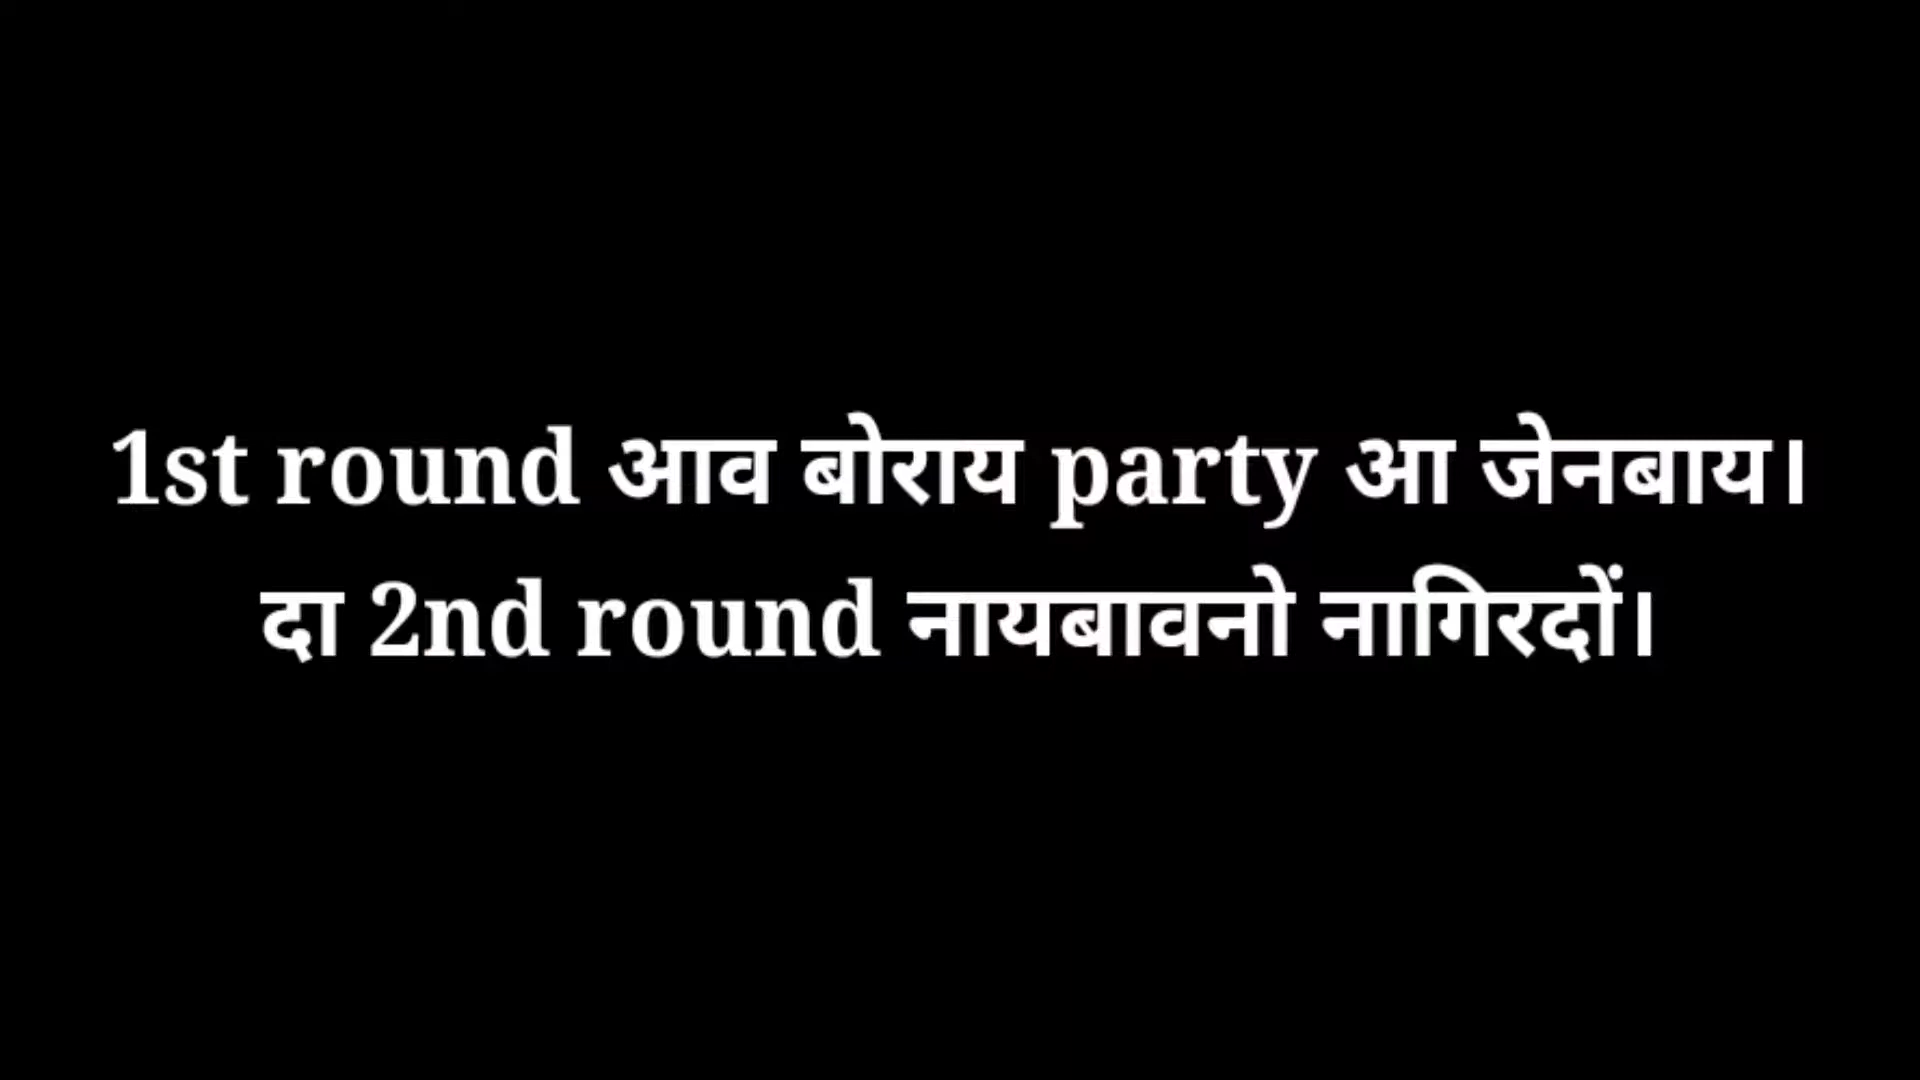 1st round आव बोराय party आ जेनबाय।
दा 2nd round नायबावनो नागिरदों।